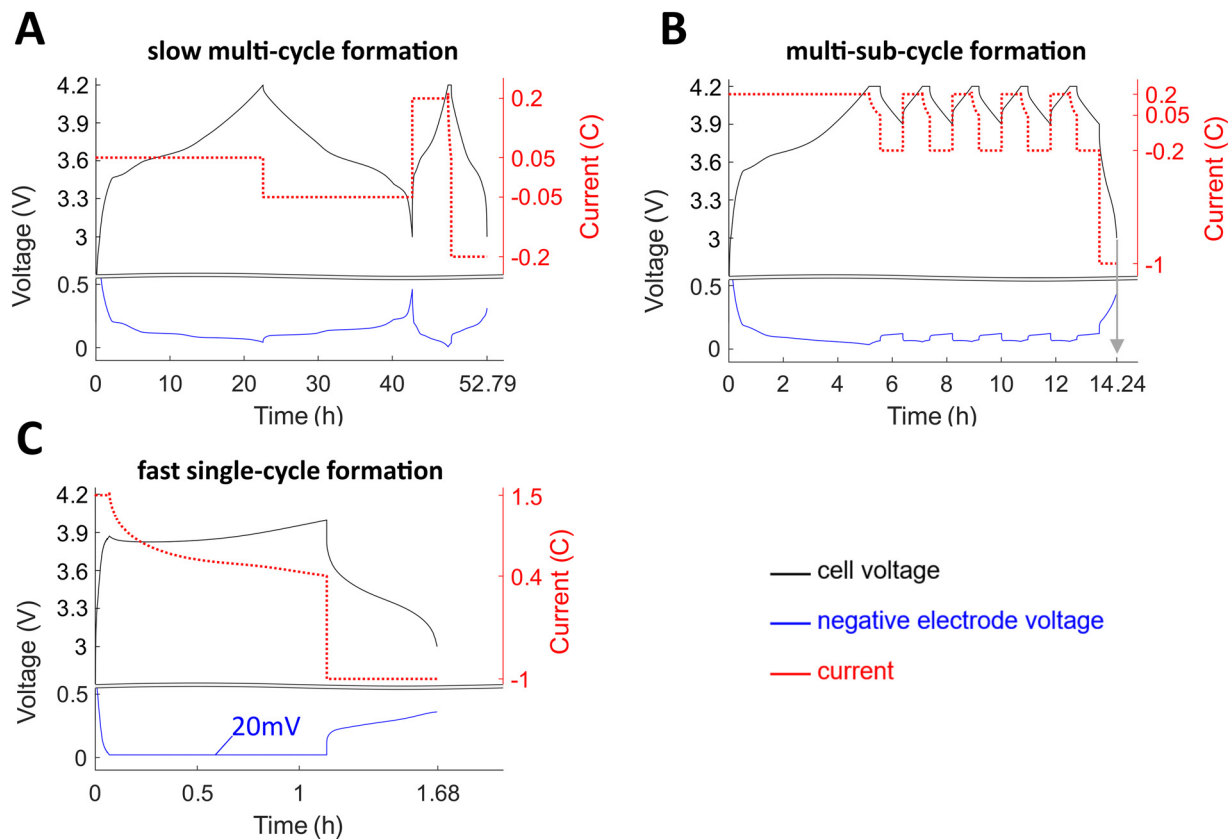 A
slow multi-cycle formation
4.2
3.9
3.6
3.3
3
0.5
0
Voltage (V)
0.2
0.05
-0.05
-0.2
Current (C)
0 10 20 30 40 52.79
Time (h)
B
multi-sub-cycle formation
4.2
3.9
3.6
3.3
3
0.5
0
Voltage (V)
0.2
0.05
-0.2
-1
Current (C)
0 2 4 6 8 10 12 14.24
Time (h)
C
fast single-cycle formation
4.2
3.9
3.6
3.3
3
0.5
0
Voltage (V)
1.5
0.4
-1
Current (C)
20mV
0 0.5 1 1.68
Time (h)
cell voltage
negative electrode voltage
current